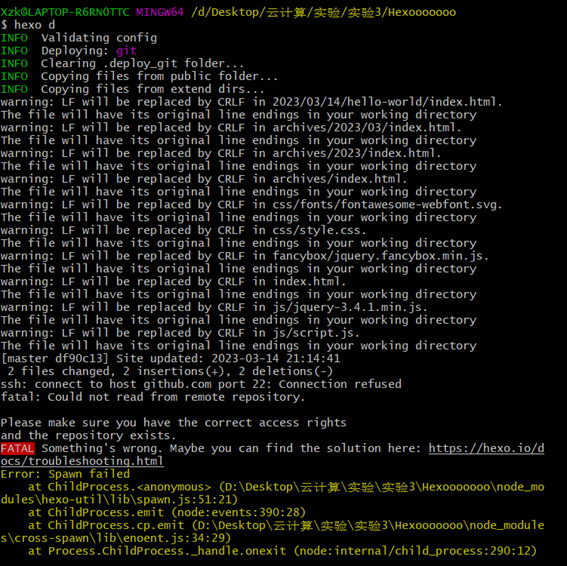 Xzk@LAPTOP-R6RN0TTC MINGW64 /d/Desktop/云计算/实验/实验3/Hexooooooo
$ hexo d
INFO  Validating config
INFO  Deploying: git
INFO  Clearing .deploy_git folder...
INFO  Copying files from public folder...
INFO  Copying files from extend dirs...
warning: LF will be replaced by CRLF in 2023/03/14/hello-world/index.html.
The file will have its original line endings in your working directory
warning: LF will be replaced by CRLF in archives/2023/03/index.html.
The file will have its original line endings in your working directory
warning: LF will be replaced by CRLF in archives/2023/index.html.
The file will have its original line endings in your working directory
warning: LF will be replaced by CRLF in archives/index.html.
The file will have its original line endings in your working directory
warning: LF will be replaced by CRLF in css/fonts/fontawesome-webfont.svg.
The file will have its original line endings in your working directory
warning: LF will be replaced by CRLF in css/style.css.
The file will have its original line endings in your working directory
warning: LF will be replaced by CRLF in fancybox/jquery.fancybox.min.js.
The file will have its original line endings in your working directory
warning: LF will be replaced by CRLF in index.html.
The file will have its original line endings in your working directory
warning: LF will be replaced by CRLF in js/jquery-3.4.1.min.js.
The file will have its original line endings in your working directory
warning: LF will be replaced by CRLF in js/script.js.
The file will have its original line endings in your working directory
[master df90c13] Site updated: 2023-03-14 21:14:41
 2 files changed, 2 insertions(+), 2 deletions(-)
ssh: connect to host github.com port 22: Connection refused
fatal: Could not read from remote repository.

Please make sure you have the correct access rights
and the repository exists.
FATAL Something's wrong. Maybe you can find the solution here: https://hexo.io/d
ocs/troubleshooting.html
Error: Spawn failed
    at ChildProcess.<anonymous> (D:\Desktop\云计算\实验\实验3\Hexooooooo\node_mo
dules\hexo-util\lib\spawn.js:51:21)
    at ChildProcess.emit (node:events:390:28)
    at ChildProcess.cp.emit (D:\Desktop\云计算\实验\实验3\Hexooooooo\node_module
s\cross-spawn\lib\enoent.js:34:29)
    at Process.ChildProcess._handle.onexit (node:internal/child_process:290:12)